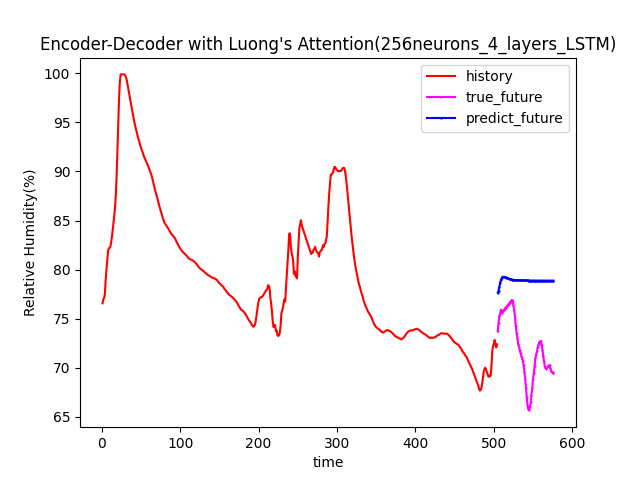 Encoder-Decoder with Luong's Attention(256neurons_4_layers_LSTM)
history
true_future
predict_future
Relative Humidity(%)
100
95
90
85
80
75
70
65
0 100 200 300 400 500 600
time